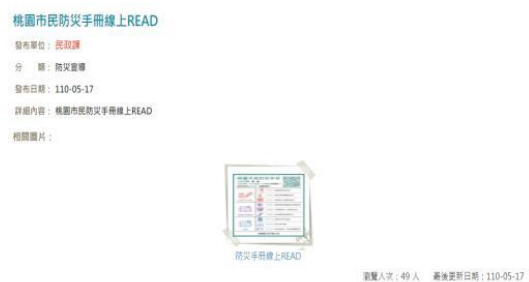 桃園市民防災手冊線上READ
發布單位：民政課
分　類：防災宣導
發布日期：110-05-17
詳細內容：桃園市民防災手冊線上READ
相關圖片：
防災手冊線上READ
瀏覽人次：49 人　最後更新日期：110-05-17